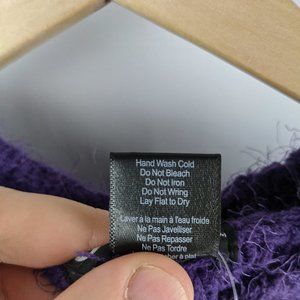 Hand Wash Cold
Do Not Bleach
Do Not Iron
Do Not Wring
Lay Flat to Dry
Laver à la main à l'eau froide
Ne Pas Javelliser
Ne Pas Repasser
Ne Pas Tordre
à plat